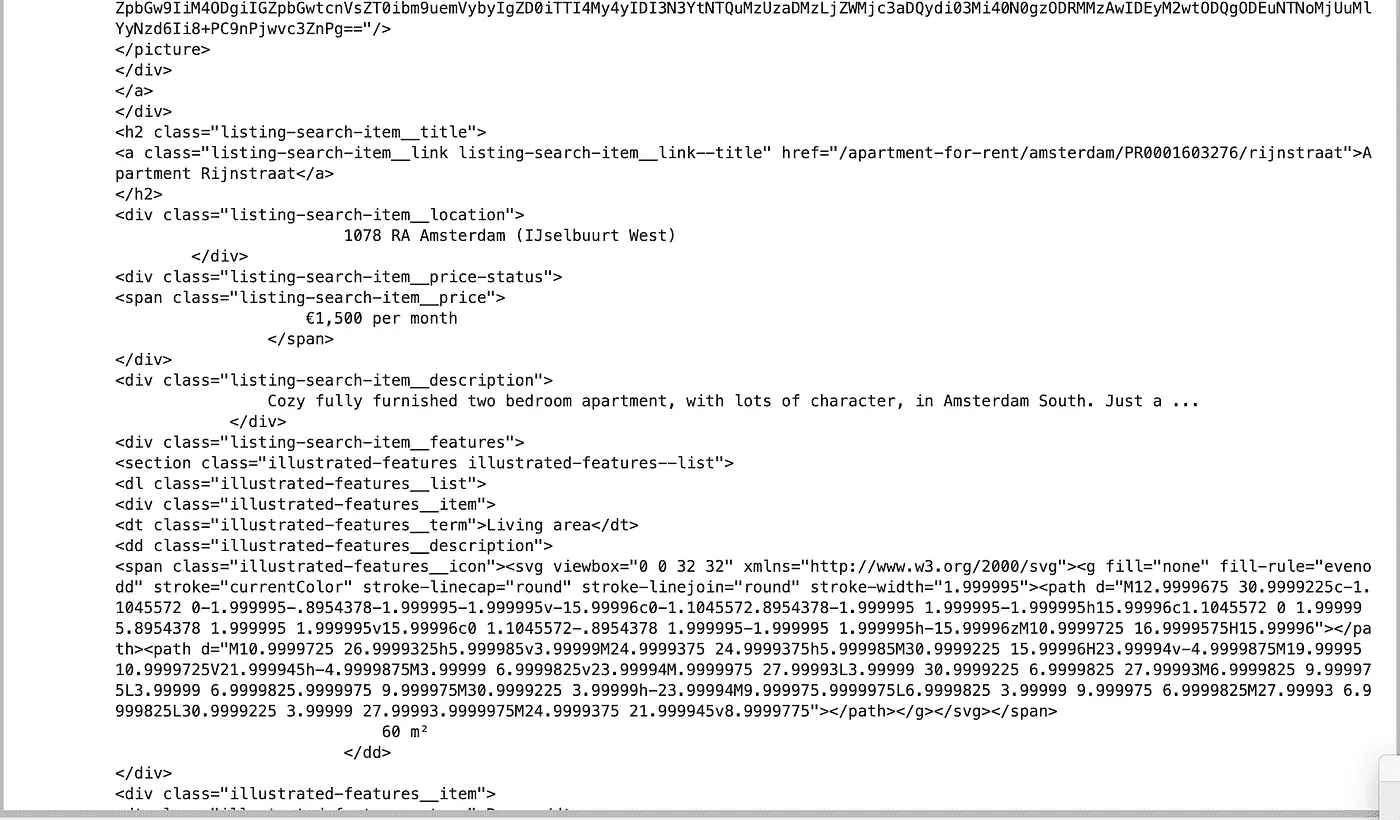 ZpbGw9IiM4ODgiIGZpbGwtcnVsZT0ibm9uemVybyIgZD0iTTI4My4yIDI3N3YtNTQuMzUzaDMzLjZWMjc3aDQydi03Mi40N0gzODRMMzAwIDEyM2wtODQgODEuNTNoMjUuMl
YyNzd6Ii8+PC9nPjwvc3ZnPg=="/>
</picture>
</div>
</a>
</div>
<h2 class="listing-search-item__title">
<a class="listing-search-item__link listing-search-item__link--title" href="/apartment-for-rent/amsterdam/PR0001603276/rijnstraat">A
partment Rijnstraat</a>
</h2>
<div class="listing-search-item__location">
1078 RA Amsterdam (IJselbuurt West)
</div>
<div class="listing-search-item__price-status">
<span class="listing-search-item__price">
€1,500 per month
</span>
</div>
<div class="listing-search-item__description">
Cozy fully furnished two bedroom apartment, with lots of character, in Amsterdam South. Just a ...
</div>
<div class="listing-search-item__features">
<section class="illustrated-features illustrated-features--list">
<dl class="illustrated-features__list">
<div class="illustrated-features__item">
<dt class="illustrated-features__term">Living area</dt>
<dd class="illustrated-features__description">
<span class="illustrated-features__icon"><svg viewbox="0 0 32 32" xmlns="http://www.w3.org/2000/svg"><g fill="none" fill-rule="eveno
dd" stroke="currentColor" stroke-linecap="round" stroke-linejoin="round" stroke-width="1.999995"><path d="M12.9999675 30.9999225c-1.
1045572 0-1.999995-.8954378-1.999995-1.999995v-15.99996c0-1.1045572.8954378-1.999995 1.999995-1.999995h15.99996c1.1045572 0 1.99999
5.8954378 1.999995 1.999995v15.99996c0 1.1045572-.8954378 1.999995-1.999995 1.999995h-15.99996zM10.9999725 16.9999575H15.99996"></pa
th><path d="M10.9999725 26.9999325h5.999985v3.99999M24.9999375 24.9999375h5.999985M30.9999225 15.99996H23.99994v-4.9999875M19.99995 
10.9999725V21.999945h-4.9999875M3.99999 6.9999825v23.99994M.9999975 27.99993L3.99999 30.9999225 6.9999825 27.99993M6.9999825 9.99997
5L3.99999 6.9999825.9999975 9.999975M30.9999225 3.99999h-23.99994M9.999975.9999975L6.9999825 3.99999 9.999975 6.9999825M27.99993 6.9
999825L30.9999225 3.99999 27.99993.9999975M24.9999375 21.999945v8.9999775"></path></g></svg></span>
60 m²
</dd>
</div>
<div class="illustrated-features__item">